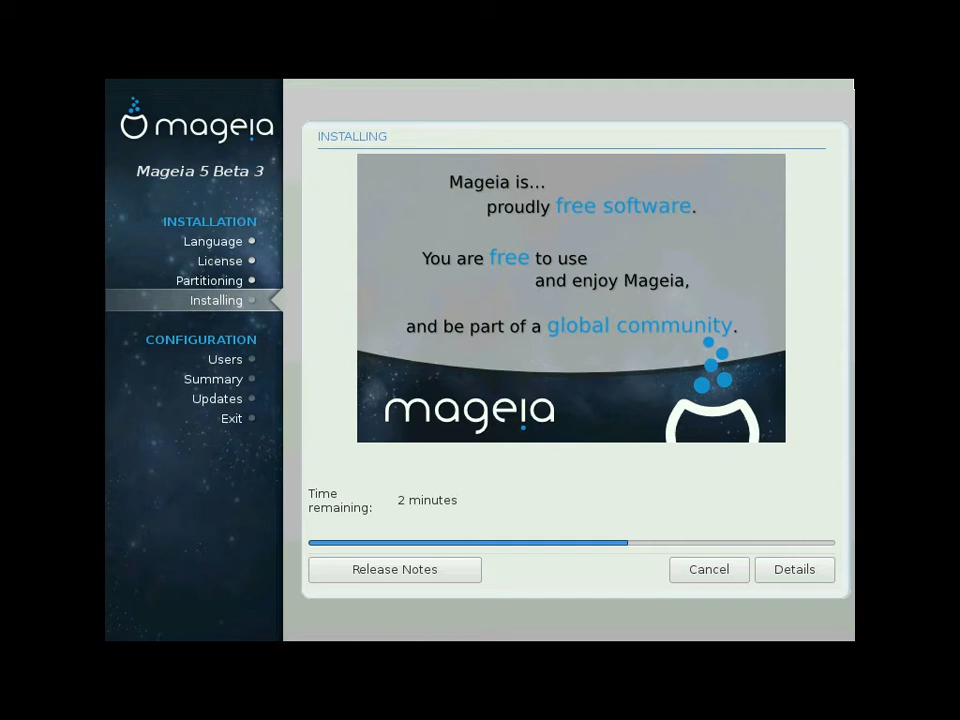 mageia
Mageia 5 Beta 3
INSTALLATION
Language
License
Partitioning
Installing
CONFIGURATION
Users
Summary
Updates
Exit
INSTALLING
Mageia is...
proudly free software.
You are free to use
and enjoy Mageia,
and be part of a global community.
mageia
Time
remaining:
2 minutes
Release Notes
Cancel
Details